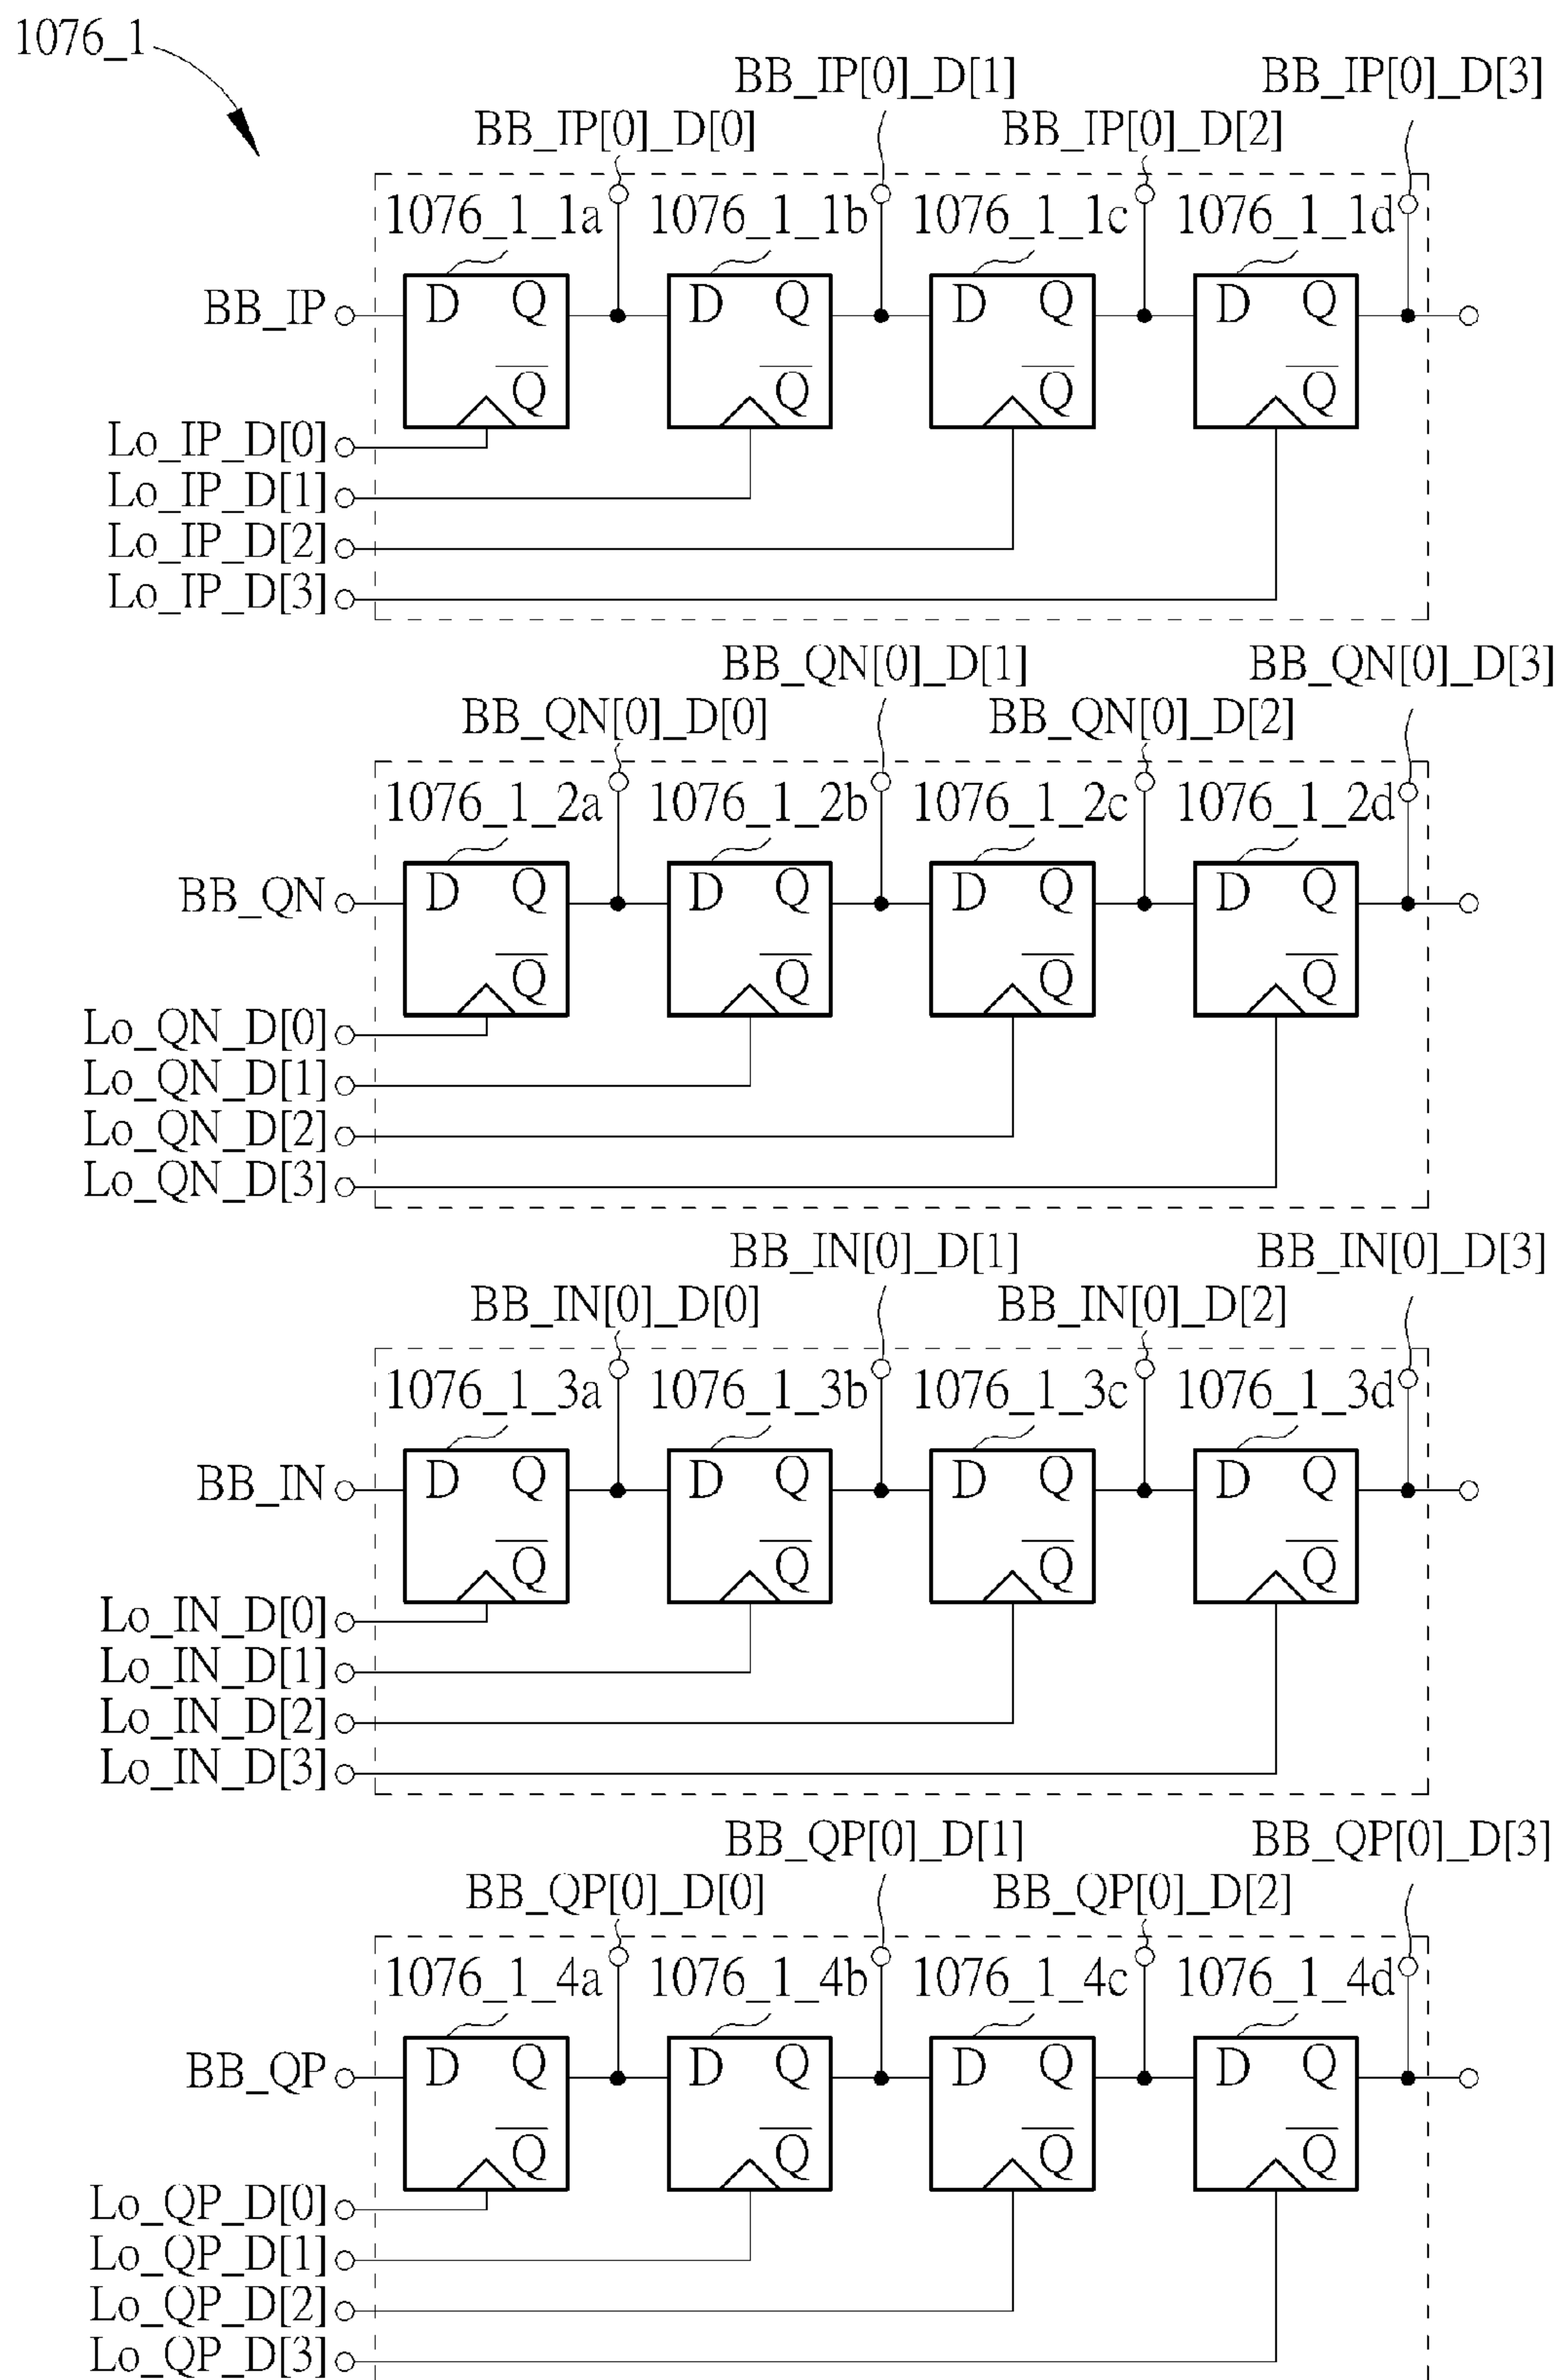 1076_1
BB_IP[0]_D[1] BB_IP[0]_D[3]
BB_IP[0]_D[0] BB_IP[0]_D[2]
1076_1_1a 1076_1_1b 1076_1_1c 1076_1_1d
BB_IP D Q D Q D Q D Q
Q̅ Q̅ Q̅ Q̅
Lo_IP_D[0]
Lo_IP_D[1]
Lo_IP_D[2]
Lo_IP_D[3]
BB_QN[0]_D[1] BB_QN[0]_D[3]
BB_QN[0]_D[0] BB_QN[0]_D[2]
1076_1_2a 1076_1_2b 1076_1_2c 1076_1_2d
BB_QN D Q D Q D Q D Q
Q̅ Q̅ Q̅ Q̅
Lo_QN_D[0]
Lo_QN_D[1]
Lo_QN_D[2]
Lo_QN_D[3]
BB_IN[0]_D[1] BB_IN[0]_D[3]
BB_IN[0]_D[0] BB_IN[0]_D[2]
1076_1_3a 1076_1_3b 1076_1_3c 1076_1_3d
BB_IN D Q D Q D Q D Q
Q̅ Q̅ Q̅ Q̅
Lo_IN_D[0]
Lo_IN_D[1]
Lo_IN_D[2]
Lo_IN_D[3]
BB_QP[0]_D[1] BB_QP[0]_D[3]
BB_QP[0]_D[0] BB_QP[0]_D[2]
1076_1_4a 1076_1_4b 1076_1_4c 1076_1_4d
BB_QP D Q D Q D Q D Q
Q̅ Q̅ Q̅ Q̅
Lo_QP_D[0]
Lo_QP_D[1]
Lo_QP_D[2]
Lo_QP_D[3]